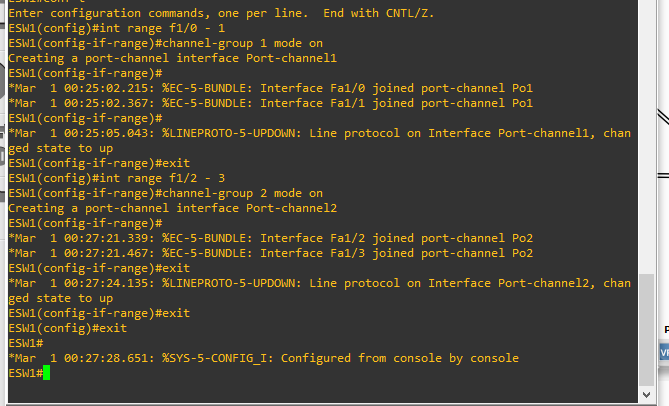 Enter configuration commands, one per line.  End with CNTL/Z.
ESW1(config)#int range f1/0 - 1
ESW1(config-if-range)#channel-group 1 mode on
Creating a port-channel interface Port-channel1
ESW1(config-if-range)#
*Mar  1 00:25:02.215: %EC-5-BUNDLE: Interface Fa1/0 joined port-channel Po1
*Mar  1 00:25:02.367: %EC-5-BUNDLE: Interface Fa1/1 joined port-channel Po1
ESW1(config-if-range)#
*Mar  1 00:25:05.043: %LINEPROTO-5-UPDOWN: Line protocol on Interface Port-channel1, chan
ged state to up
ESW1(config-if-range)#exit
ESW1(config)#int range f1/2 - 3
ESW1(config-if-range)#channel-group 2 mode on
Creating a port-channel interface Port-channel2
ESW1(config-if-range)#
*Mar  1 00:27:21.339: %EC-5-BUNDLE: Interface Fa1/2 joined port-channel Po2
*Mar  1 00:27:21.467: %EC-5-BUNDLE: Interface Fa1/3 joined port-channel Po2
ESW1(config-if-range)#exit
*Mar  1 00:27:24.135: %LINEPROTO-5-UPDOWN: Line protocol on Interface Port-channel2, chan
ged state to up
ESW1(config-if-range)#exit
ESW1(config)#exit
ESW1#
*Mar  1 00:27:28.651: %SYS-5-CONFIG_I: Configured from console by console
ESW1#